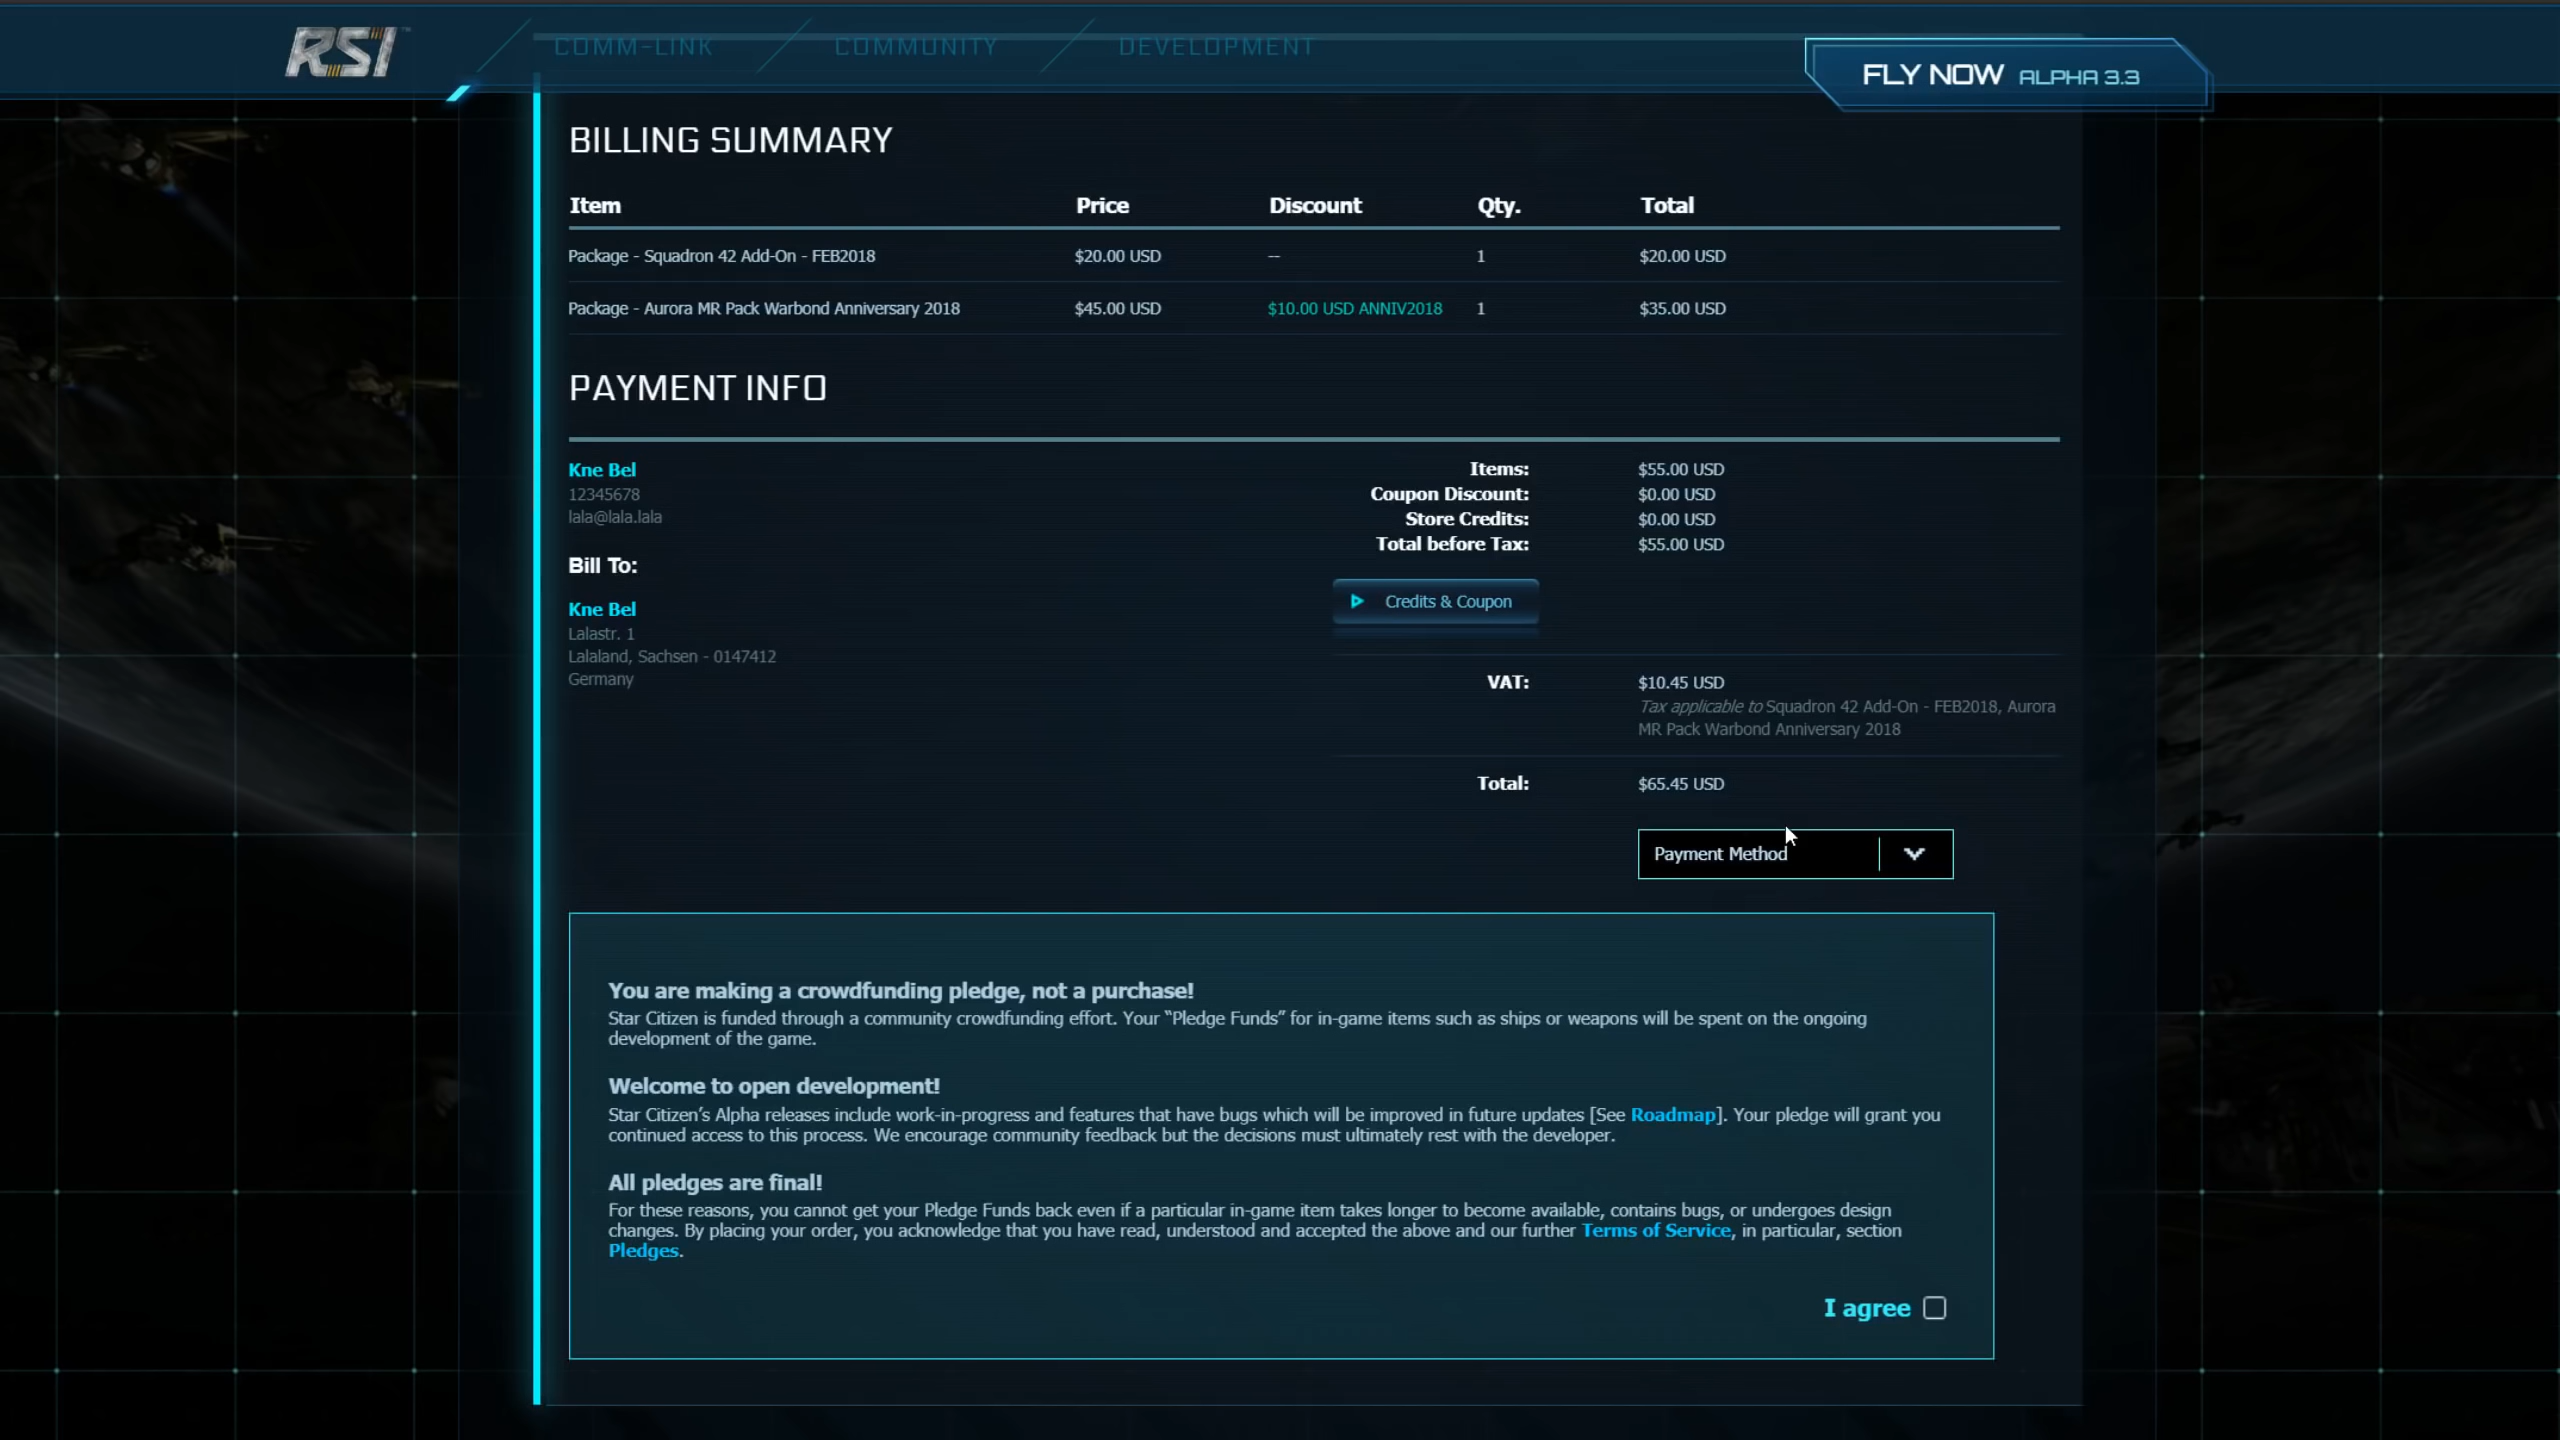 RSI
COMM-LINK
COMMUNITY
DEVELOPMENT
FLY NOW ALPHA 3.3
BILLING SUMMARY
Item Price Discount Qty. Total
Package - Squadron 42 Add-On - FEB2018 $20.00 USD -- 1 $20.00 USD
Package - Aurora MR Pack Warbond Anniversary 2018 $45.00 USD $10.00 USD ANNIV2018 1 $35.00 USD
PAYMENT INFO
Kne Bel
12345678
lala@lala.lala
Bill To:
Kne Bel
Lalastr. 1
Lalaland, Sachsen - 0147412
Germany
Items: $55.00 USD
Coupon Discount: $0.00 USD
Store Credits: $0.00 USD
Total before Tax: $55.00 USD
Credits & Coupon
VAT: $10.45 USD
Tax applicable to Squadron 42 Add-On - FEB2018, Aurora
MR Pack Warbond Anniversary 2018
Total: $65.45 USD
Payment Method
You are making a crowdfunding pledge, not a purchase!
Star Citizen is funded through a community crowdfunding effort. Your “Pledge Funds” for in-game items such as ships or weapons will be spent on the ongoing
development of the game.
Welcome to open development!
Star Citizen’s Alpha releases include work-in-progress and features that have bugs which will be improved in future updates [See Roadmap]. Your pledge will grant you
continued access to this process. We encourage community feedback but the decisions must ultimately rest with the developer.
All pledges are final!
For these reasons, you cannot get your Pledge Funds back even if a particular in-game item takes longer to become available, contains bugs, or undergoes design
changes. By placing your order, you acknowledge that you have read, understood and accepted the above and our further Terms of Service, in particular, section
Pledges.
I agree